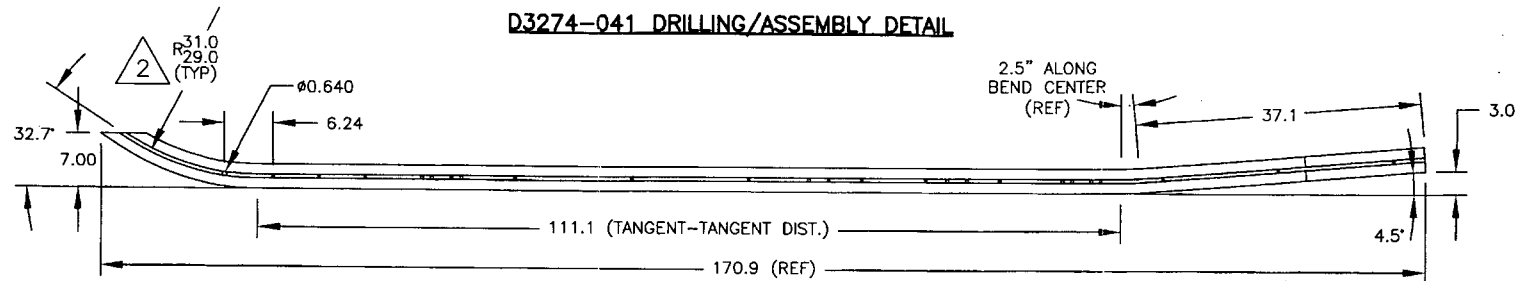 D3274-041 DRILLING/ASSEMBLY DETAIL
2
R31.0
29.0
(TYP)
ø0.640
6.24
32.7°
7.00
2.5" ALONG
BEND CENTER
(REF)
37.1
3.0
111.1 (TANGENT-TANGENT DIST.)
4.5°
170.9 (REF)